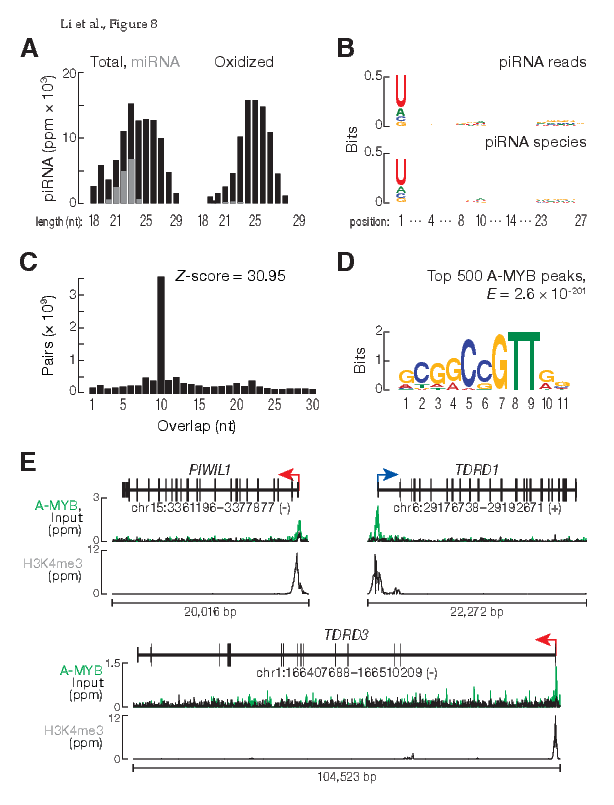 Li et al., Figure 8
A
Total, miRNA
Oxidized
piRNA (ppm × 10³)
20
10
0
length (nt): 18 21 25 29 18 21 25 29
B
piRNA reads
0.5
0
U
A
C
G
Bits
piRNA species
0.5
0
U
A
C
G
position: 1 ··· 4 ··· 8 10 ··· 14 ··· 23 27
C
Z-score = 30.95
Pairs (× 10⁹)
3
2
1
0
1 5 10 15 20 25 30
Overlap (nt)
D
Top 500 A-MYB peaks,
E = 2.6 × 10⁻²⁰¹
Bits
2
1
0
GCGGCCGTTG
1 2 3 4 5 6 7 8 9 10 11
E
PIWIL1
chr15:3361196–3377877 (-)
A-MYB,
Input
(ppm)
3
0
H3K4me3
(ppm)
12
0
20,016 bp
TDRD1
chr6:29176738–29192671 (+)
22,272 bp
TDRD3
chr1:166407688–166510209 (-)
A-MYB
Input
(ppm)
1.5
0
H3K4me3
(ppm)
12
0
104,523 bp